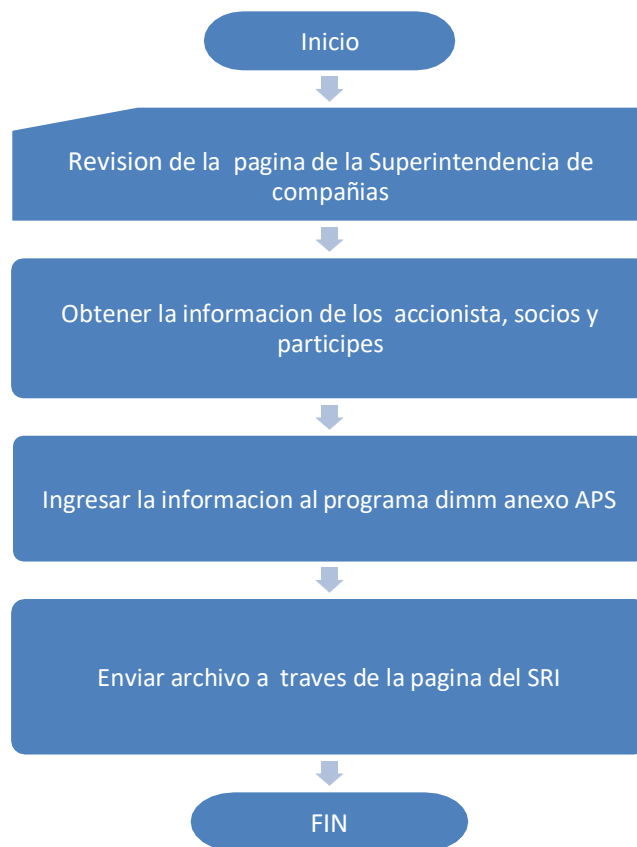 Inicio
Revision de la  pagina de la Superintendencia de
compañias
Obtener la informacion de los  accionista, socios y
participes
Ingresar la informacion al programa dimm anexo APS
Enviar archivo a  traves de la pagina del SRI
FIN